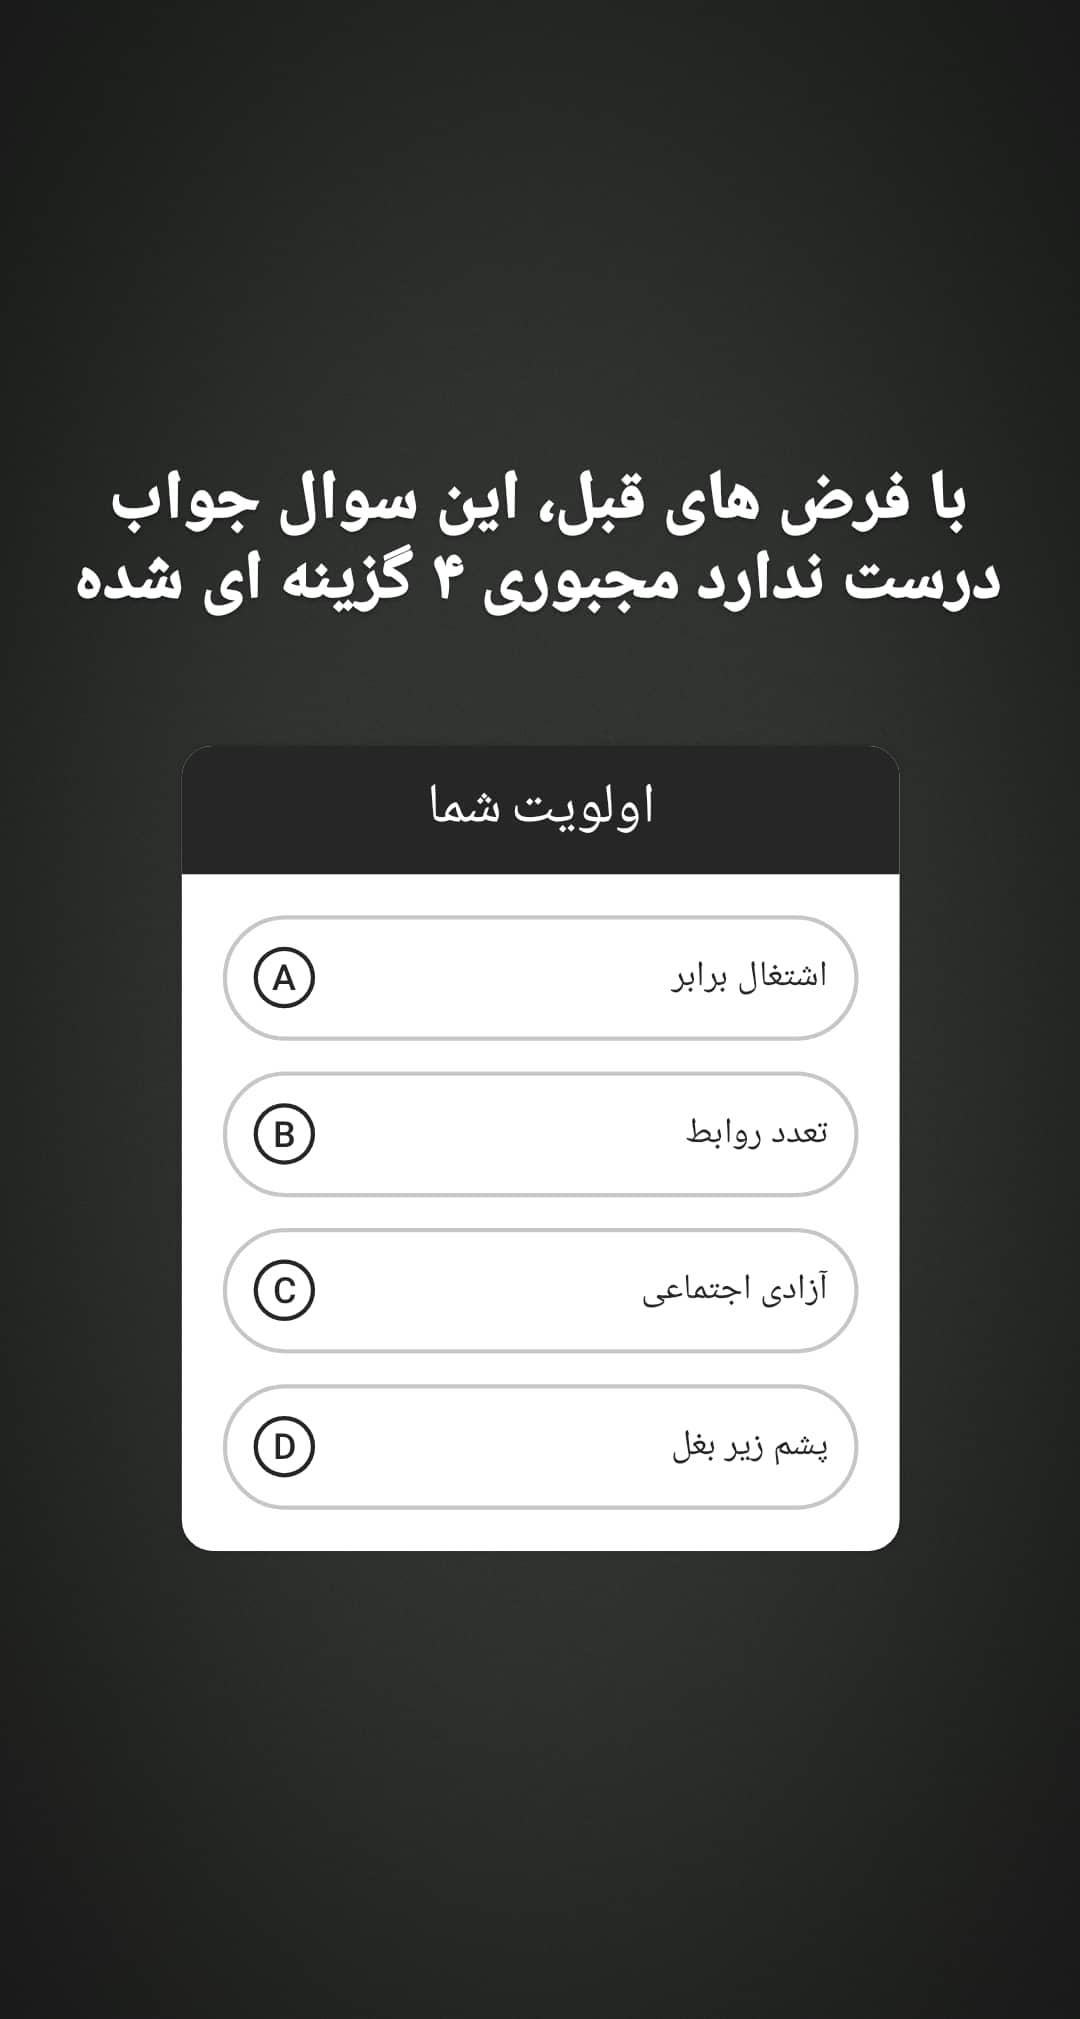 با فرض های قبل، این سوال جواب
درست ندارد مجبوری ۴ گزینه ای شده
اولویت شما
اشتغال برابر A
تعدد روابط B
آزادی اجتماعی C
پشم زیر بغل D